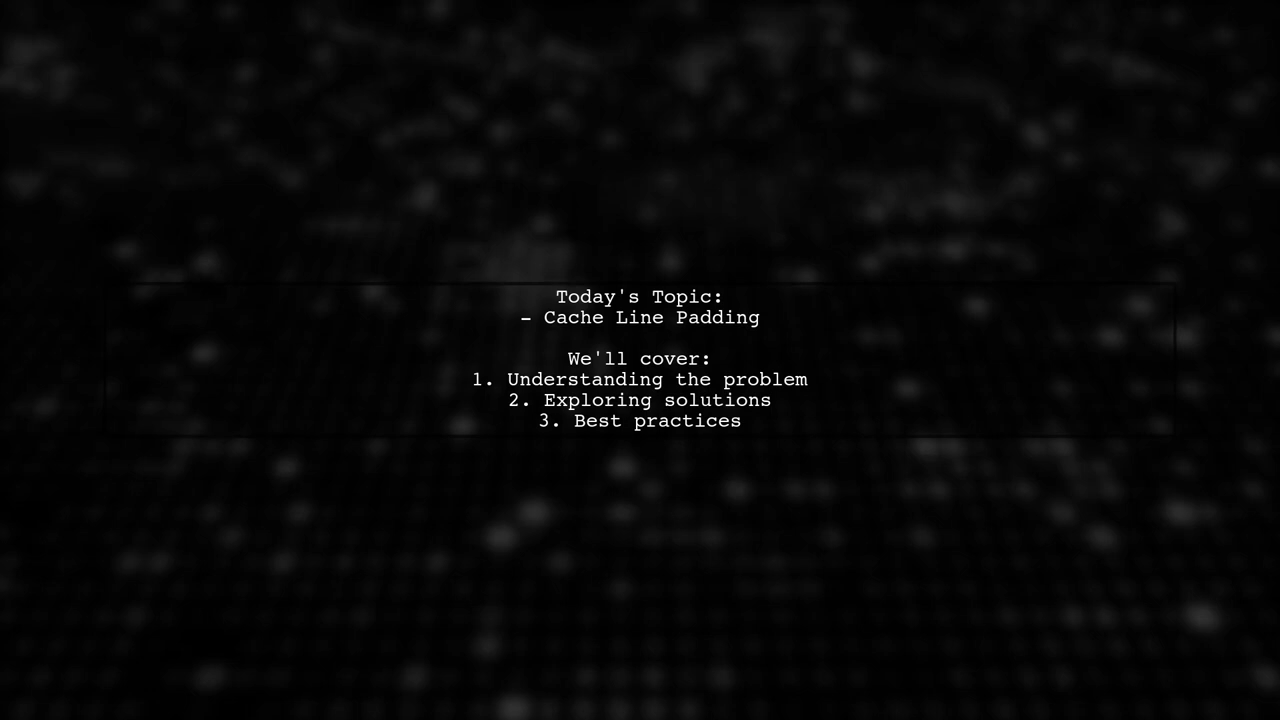 Today's Topic:
– Cache Line Padding
We'll cover:
1. Understanding the problem
2. Exploring solutions
3. Best practices